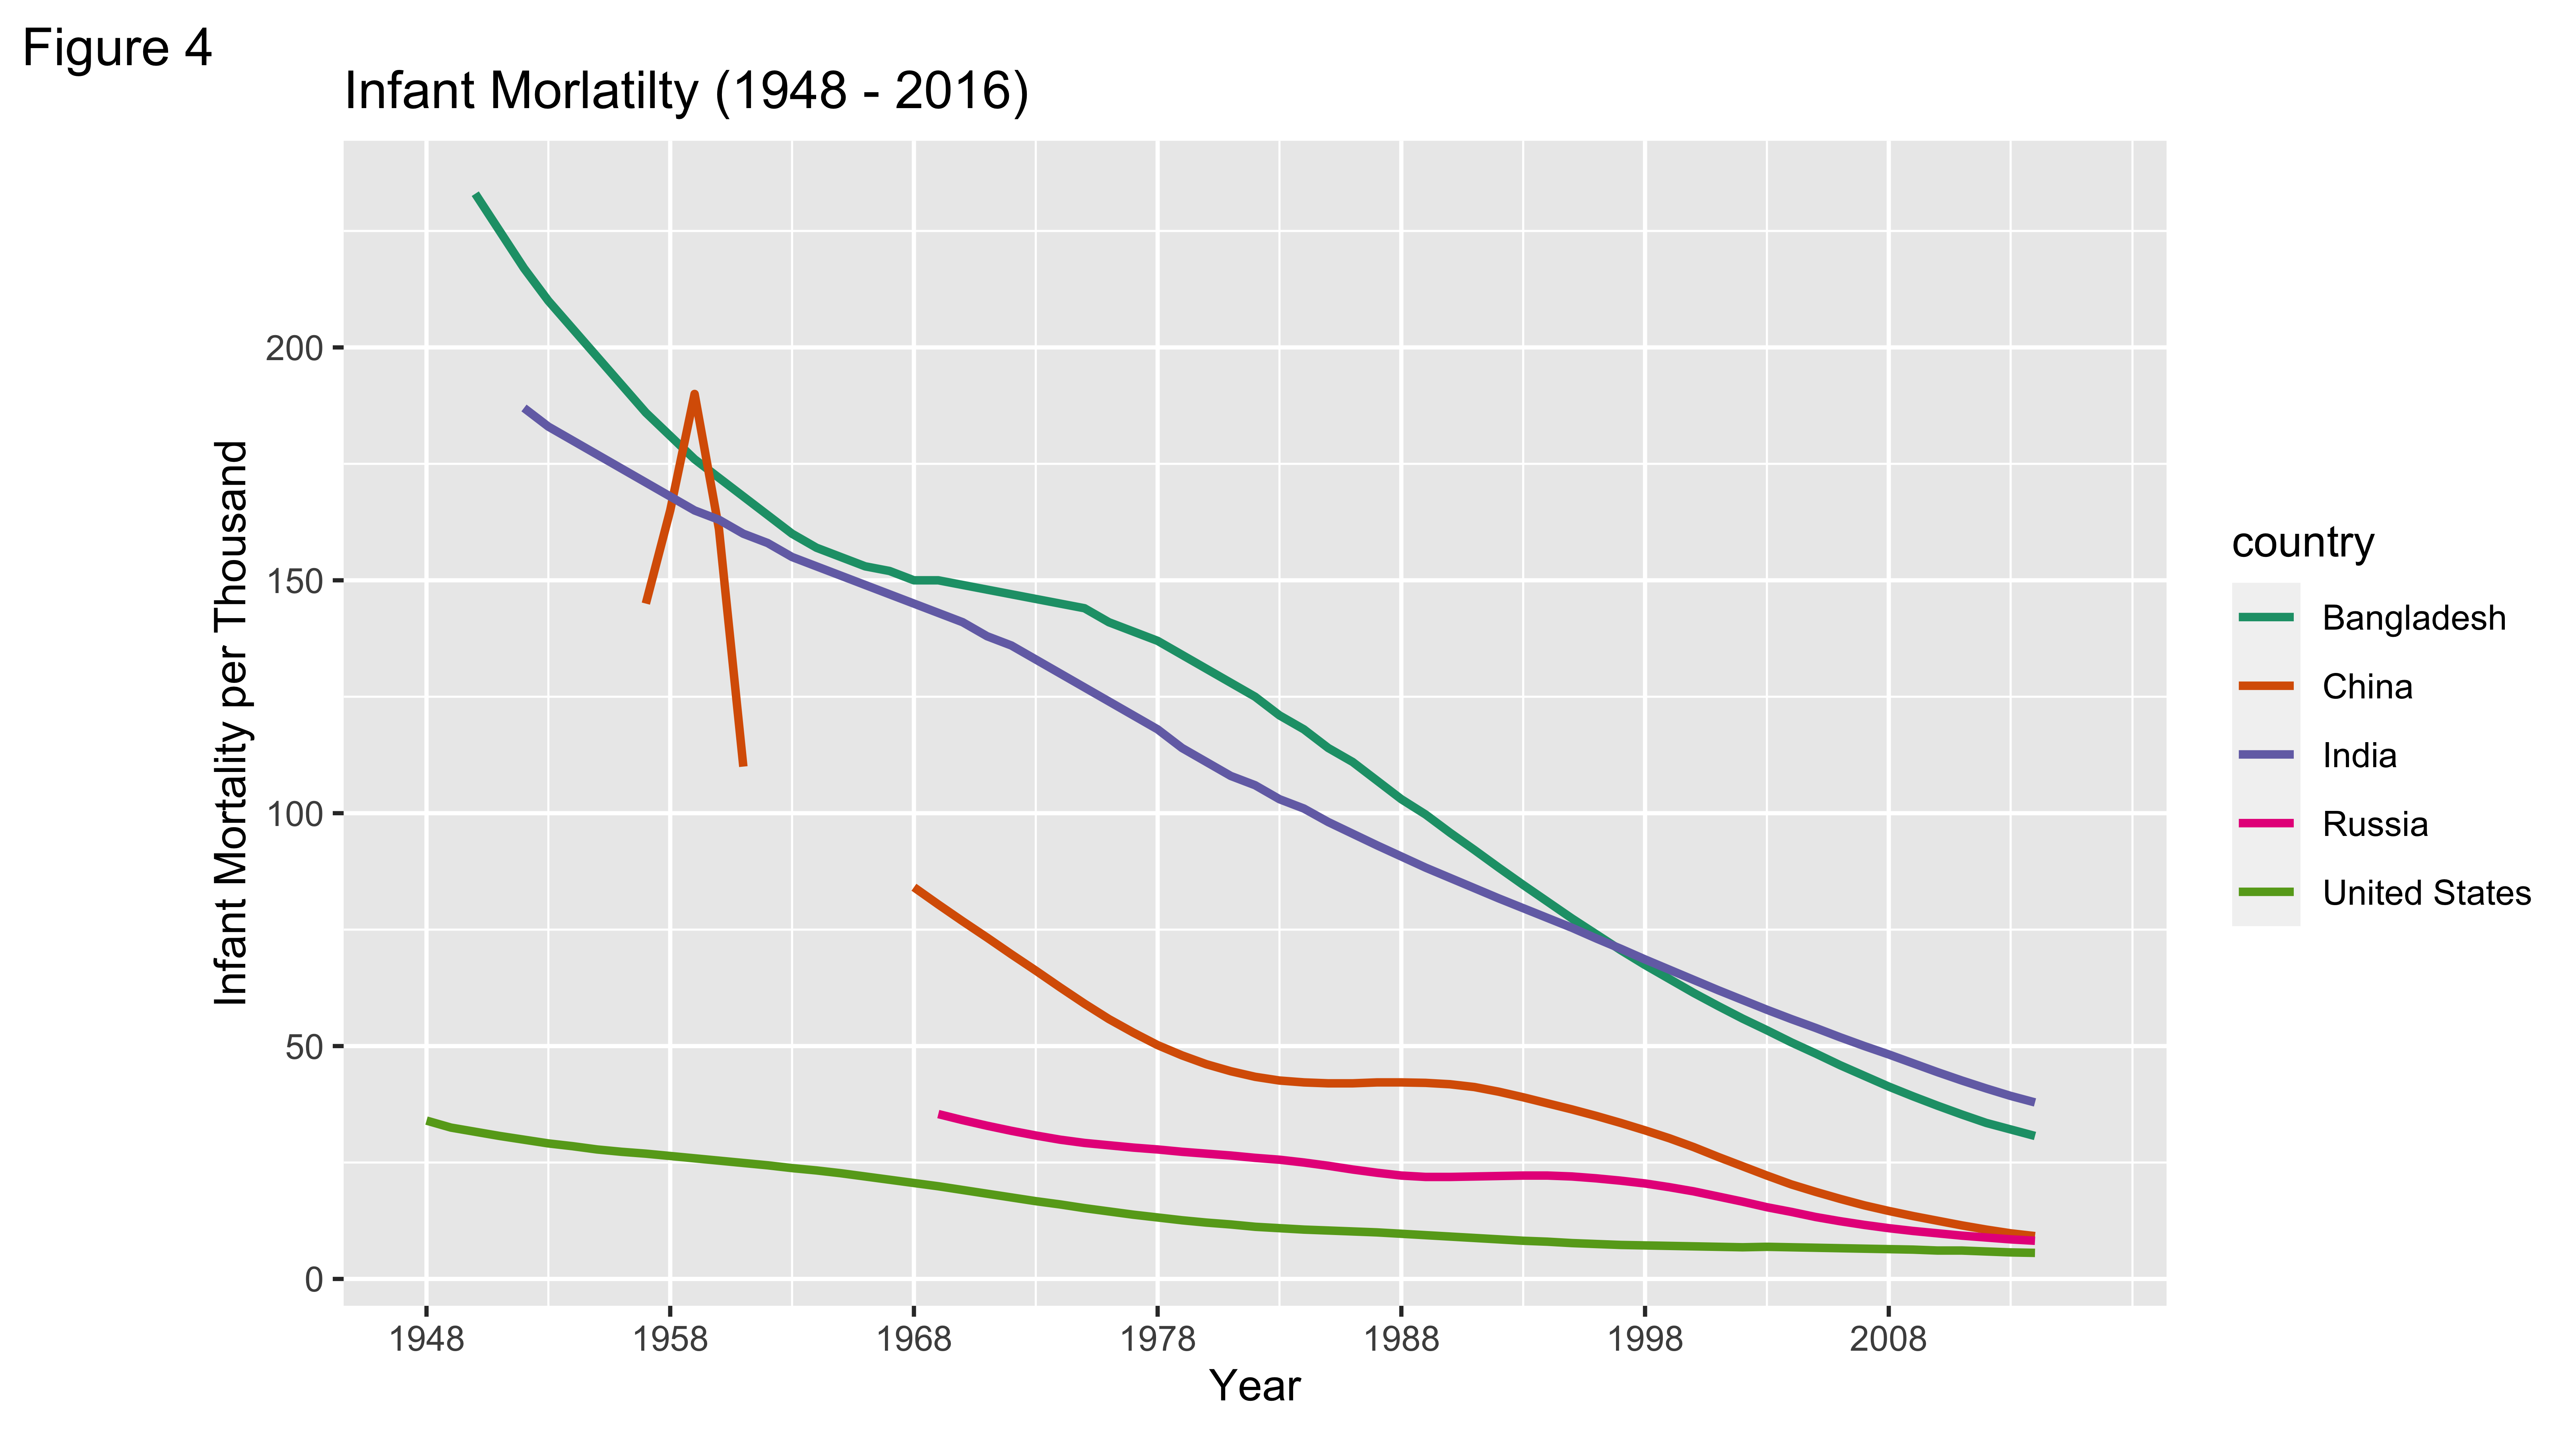 Figure 4
Infant Morlatilty (1948 - 2016)
Infant Mortality per Thousand
200
150
100
50
0
1948 1958 1968 1978 1988 1998 2008
Year
country
Bangladesh
China
India
Russia
United States